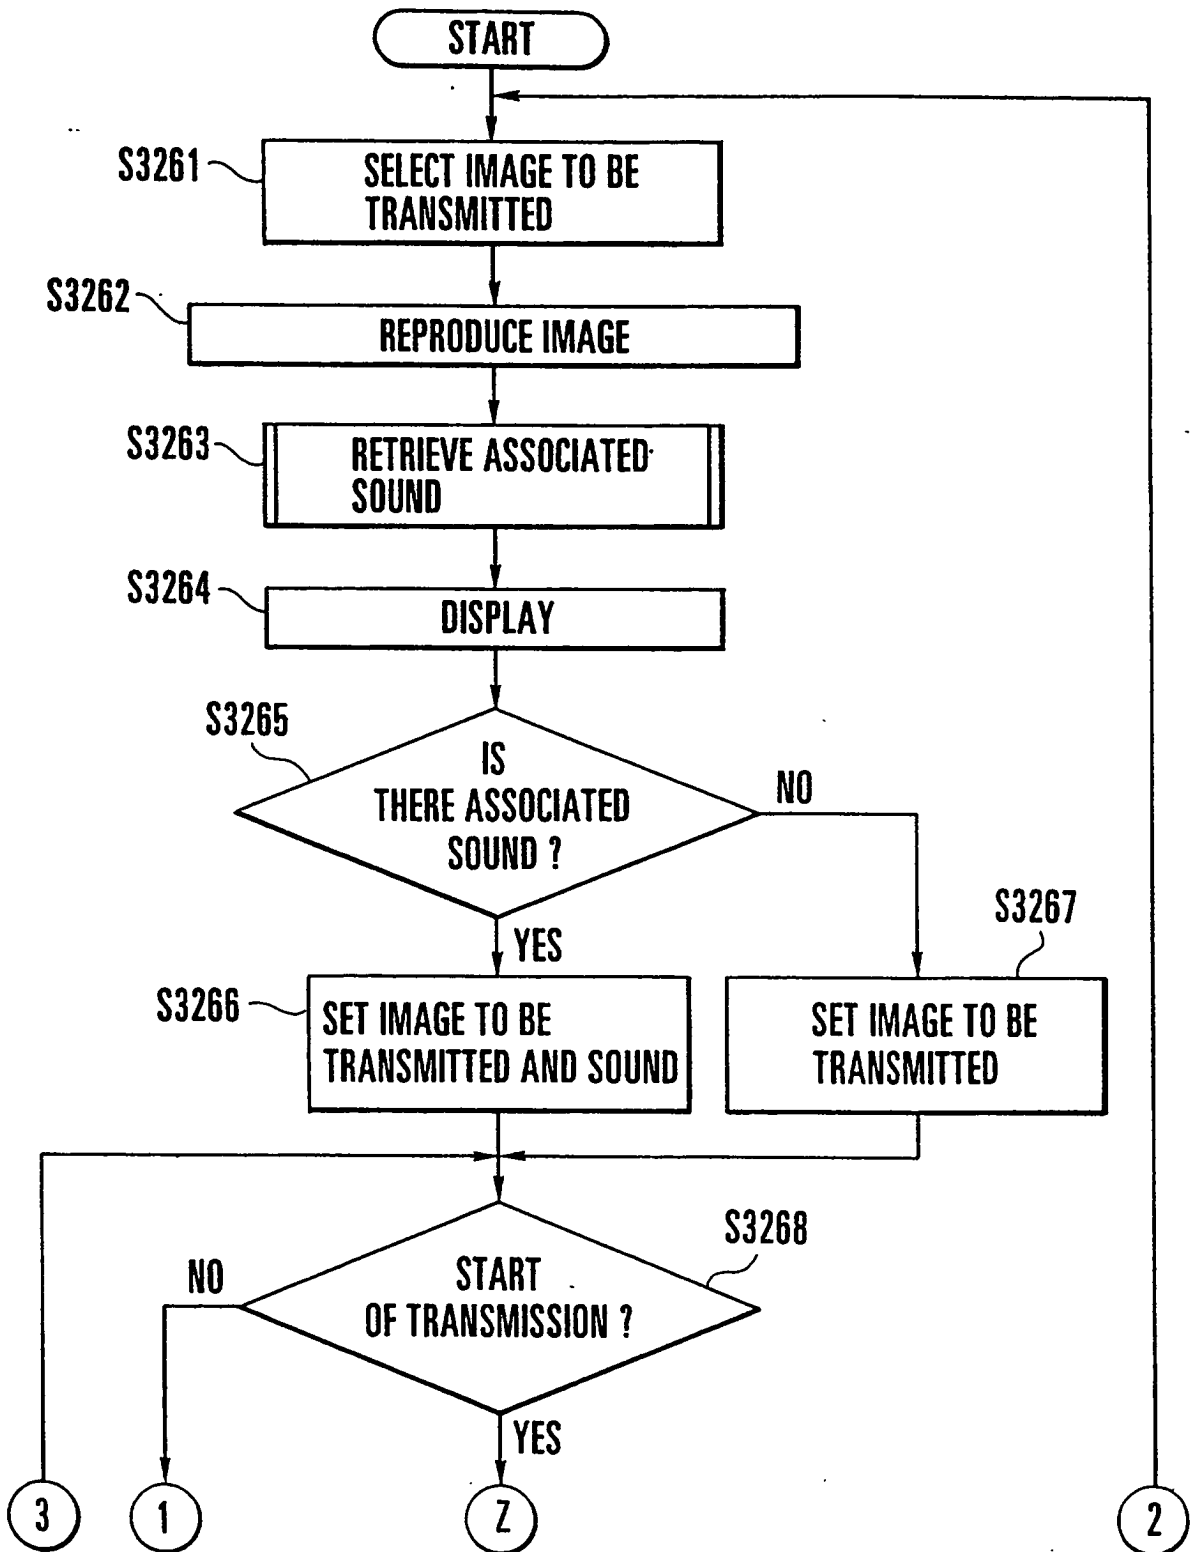 START
S3261
SELECT IMAGE TO BE
TRANSMITTED
S3262
REPRODUCE IMAGE
S3263
RETRIEVE ASSOCIATED
SOUND
S3264
DISPLAY
S3265
IS
THERE ASSOCIATED
SOUND ?
NO
YES
S3266
SET IMAGE TO BE
TRANSMITTED AND SOUND
S3267
SET IMAGE TO BE
TRANSMITTED
S3268
START
OF TRANSMISSION ?
NO
YES
3
1
Z
2